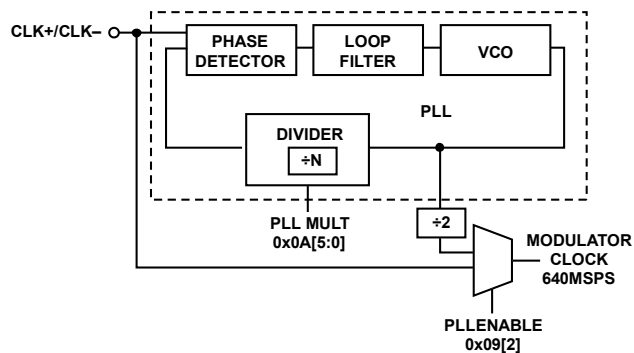 CLK+/CLK–
PHASE
DETECTOR
LOOP
FILTER
VCO
PLL
DIVIDER
÷N
PLL MULT
0x0A[5:0]
÷2
MODULATOR
CLOCK
640MSPS
PLLENABLE
0x09[2]